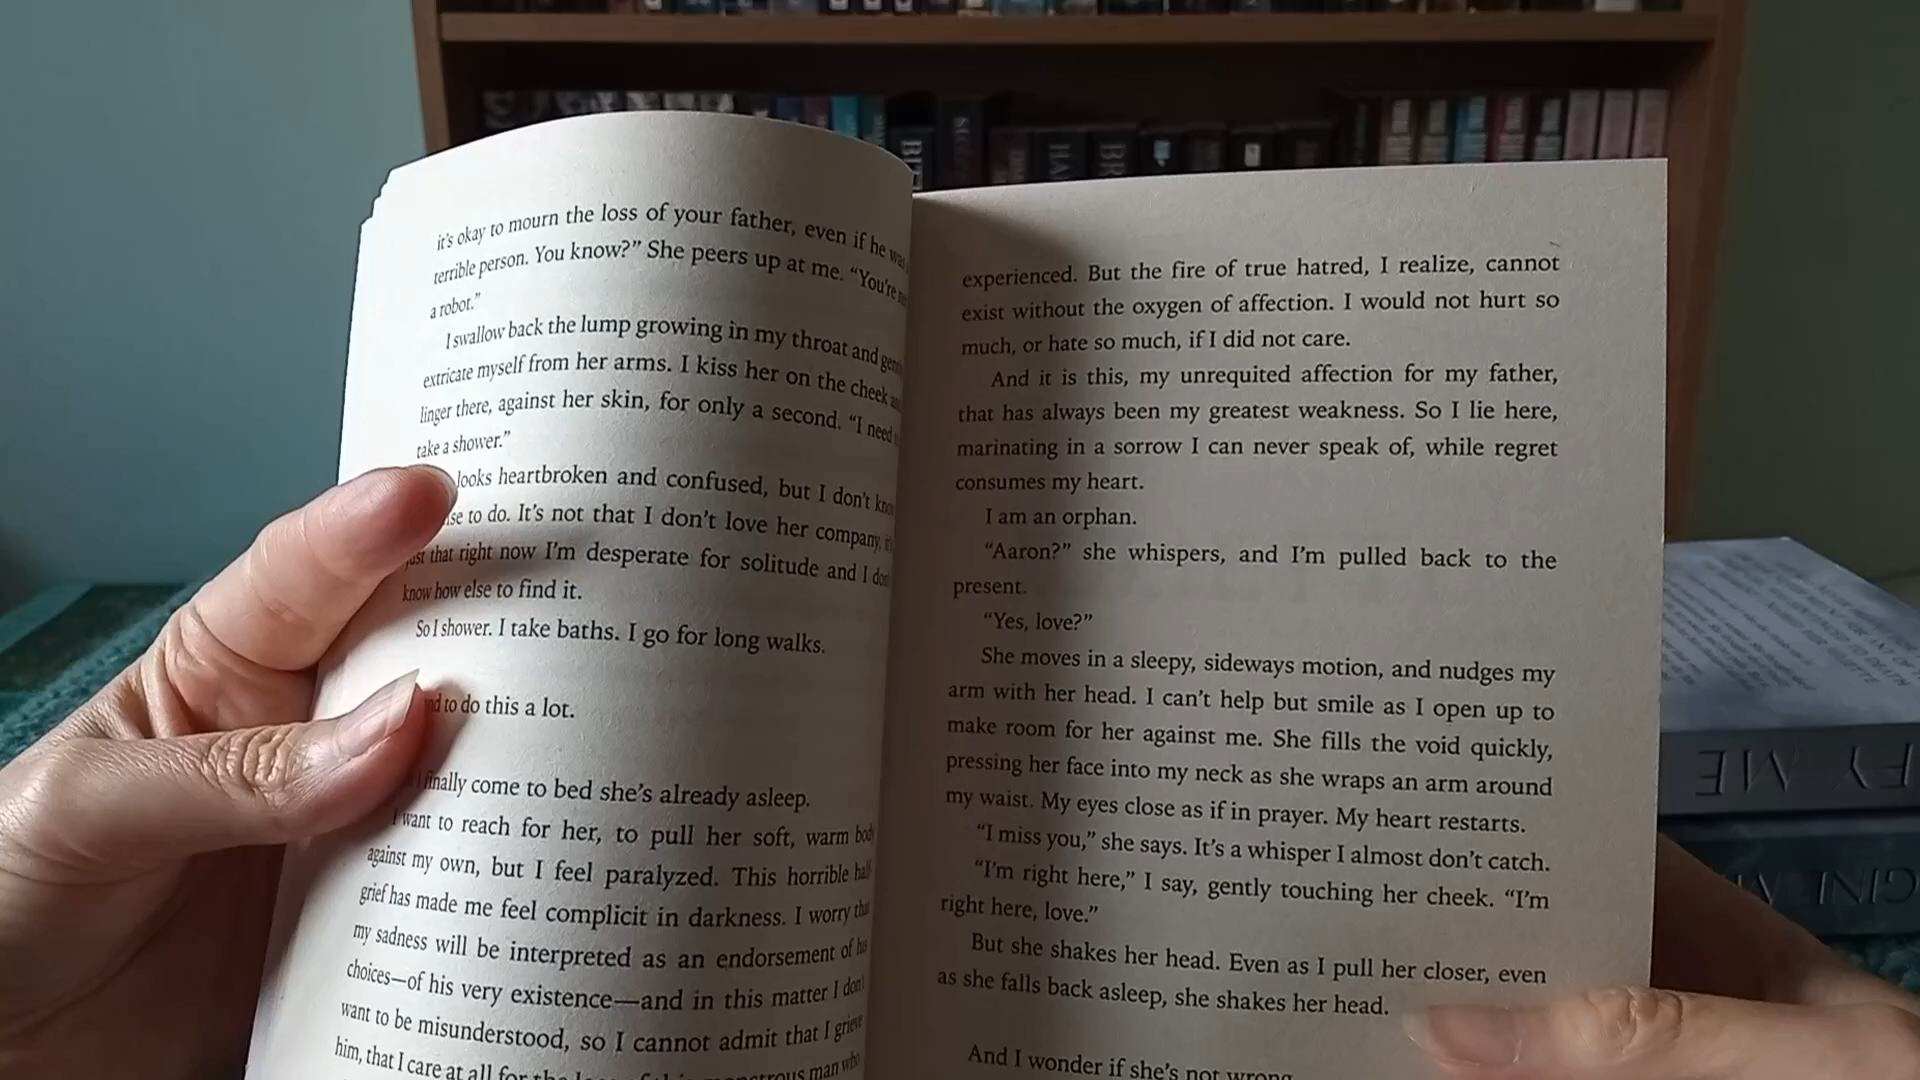 it's okay to mourn the loss of your father, even if he was
terrible person. You know?” She peers up at me. “You're
a robot.”
I swallow back the lump growing in my throat and
extricate myself from her arms. I kiss her on the cheek
linger there, against her skin, for only a second. “I need
take a shower.”
looks heartbroken and confused, but I don't
to do. It's not that I don't love her company,
just that right now I'm desperate for solitude and I
know how else to find it.
So I shower. I take baths. I go for long walks.
to do this a lot.
finally come to bed she's already asleep.
I want to reach for her, to pull her soft, warm
against my own, but I feel paralyzed. This horrible
grief has made me feel complicit in darkness. I worry
my sadness will be interpreted as an endorsement of his
choices—of his very existence—and in this matter I don't
want to be misunderstood, so I cannot admit that I grieve
him, that I care at all for the loss of this monstrous man who
experienced. But the fire of true hatred, I realize, cannot
exist without the oxygen of affection. I would not hurt so
much, or hate so much, if I did not care.
And it is this, my unrequited affection for my father,
that has always been my greatest weakness. So I lie here,
marinating in a sorrow I can never speak of, while regret
consumes my heart.
I am an orphan.
“Aaron?” she whispers, and I'm pulled back to the
present.
“Yes, love?”
She moves in a sleepy, sideways motion, and nudges my
arm with her head. I can't help but smile as I open up to
make room for her against me. She fills the void quickly,
pressing her face into my neck as she wraps an arm around
my waist. My eyes close as if in prayer. My heart restarts.
“I miss you,” she says. It's a whisper I almost don't catch.
“I'm right here,” I say, gently touching her cheek. “I'm
right here, love.”
But she shakes her head. Even as I pull her closer, even
as she falls back asleep, she shakes her head.
And I wonder if she's not wrong.
FY ME